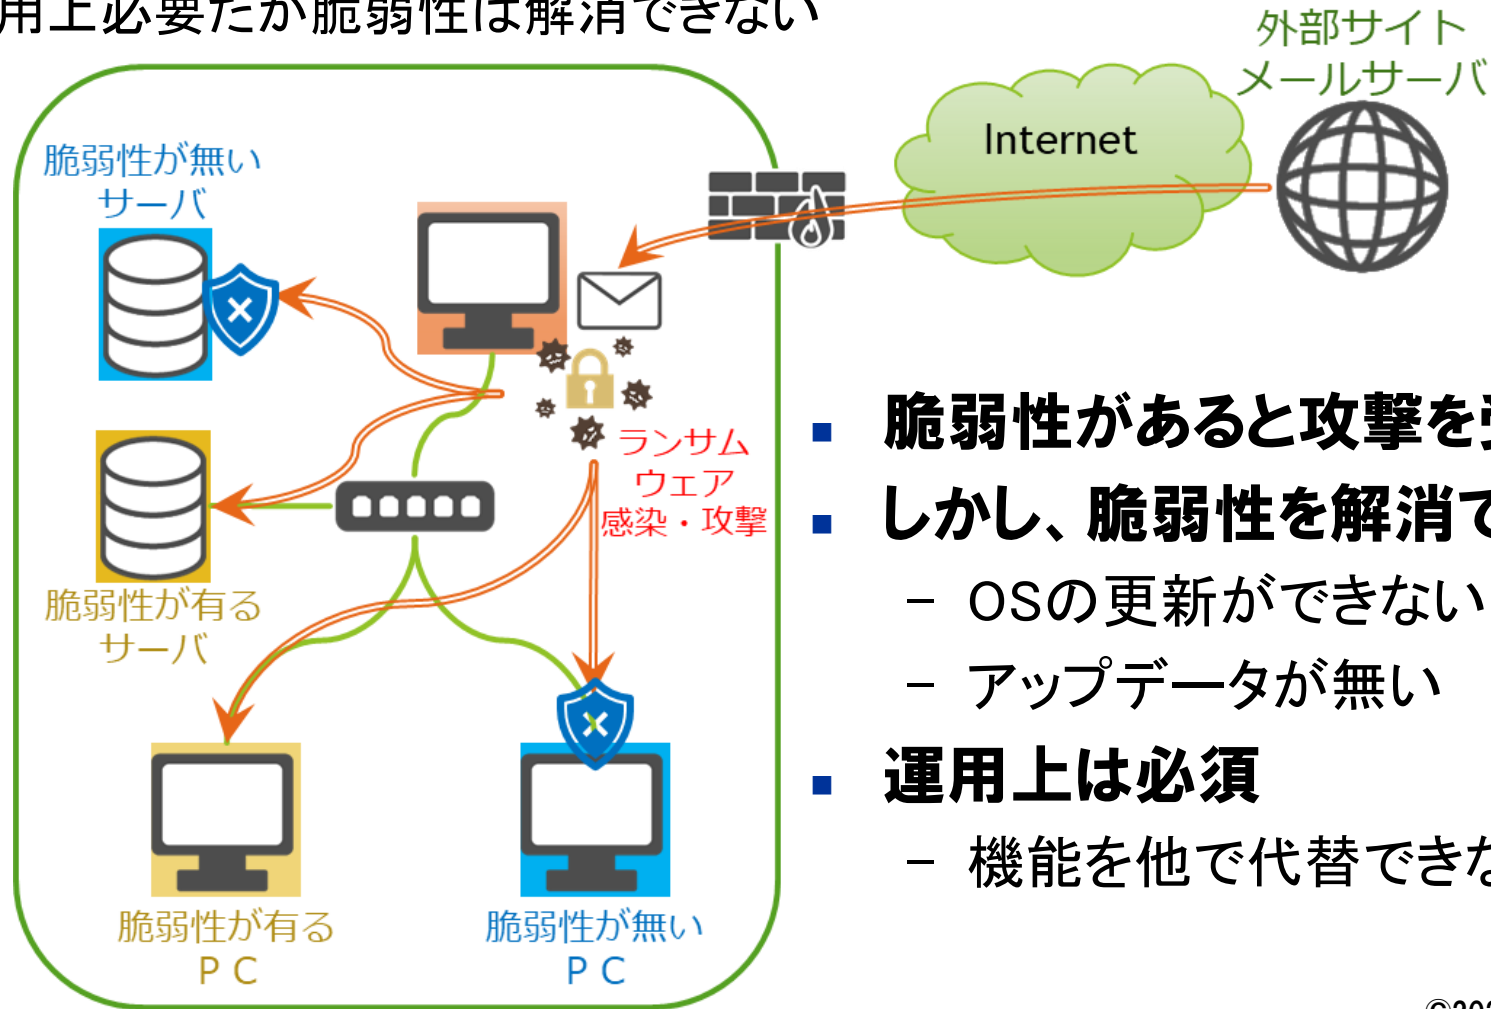 用上必要だが脆弱性は解消できない
外部サイト
メールサーバ
Internet
脆弱性が無い
サーバ
ランサム
ウェア
感染・攻撃
脆弱性が有る
サーバ
脆弱性が有る
ＰＣ
脆弱性が無い
ＰＣ
■ 脆弱性があると攻撃を受
■ しかし、脆弱性を解消で
– OSの更新ができない
– アップデータが無い
■ 運用上は必須
– 機能を他で代替できな
©20